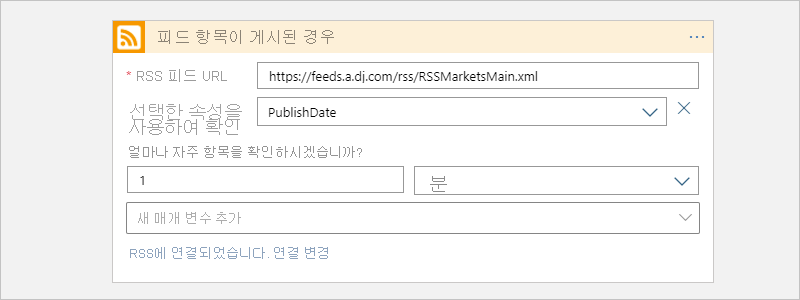 피드 항목이 게시된 경우
* RSS 피드 URL
https://feeds.a.dj.com/rss/RSSMarketsMain.xml
선택한 속성을
사용하여 확인
PublishDate
얼마나 자주 항목을 확인하시겠습니까?
1
분
새 매개 변수 추가
RSS에 연결되었습니다. 연결 변경